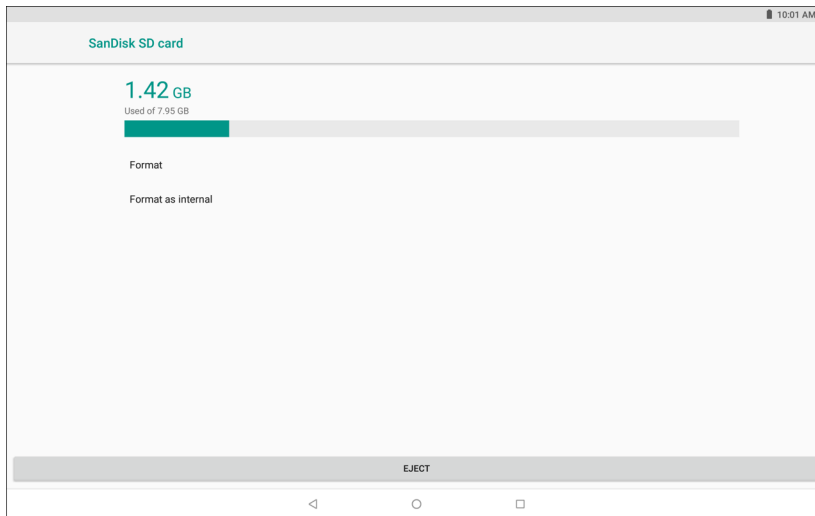 10:01 AM
SanDisk SD card
1.42 GB
Used of 7.95 GB
Format
Format as internal
EJECT